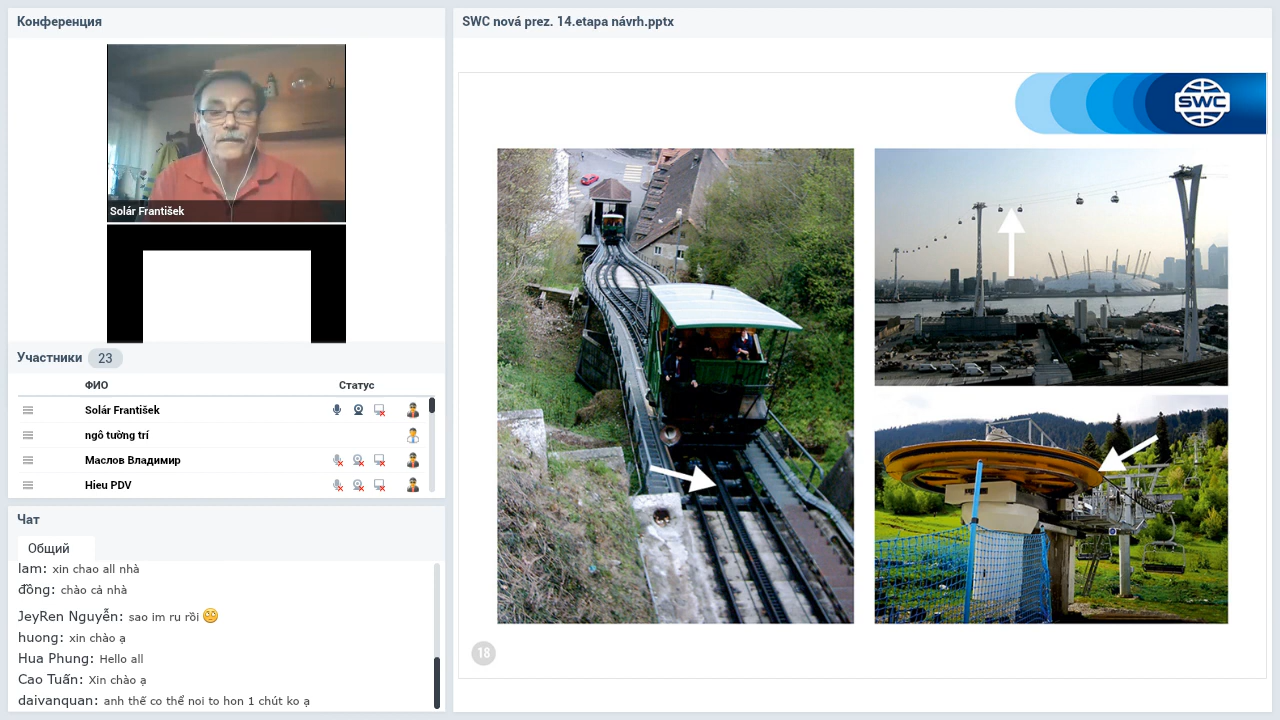 Конференция
Solár František
Участники 23
ФИО Статус
Solár František
ngô tường trí
Маслов Владимир
Hieu PDV
Чат
Общий
lam: xin chao all nhà
đồng: chào cả nhà
JeyRen Nguyễn: sao im ru rồi
huong: xin chào ạ
Hua Phung: Hello all
Cao Tuấn: Xin chào ạ
daivanquan: anh thế co thể noi to hon 1 chút ko ạ
SWC nová prez. 14.etapa návrh.pptx
SWC
18